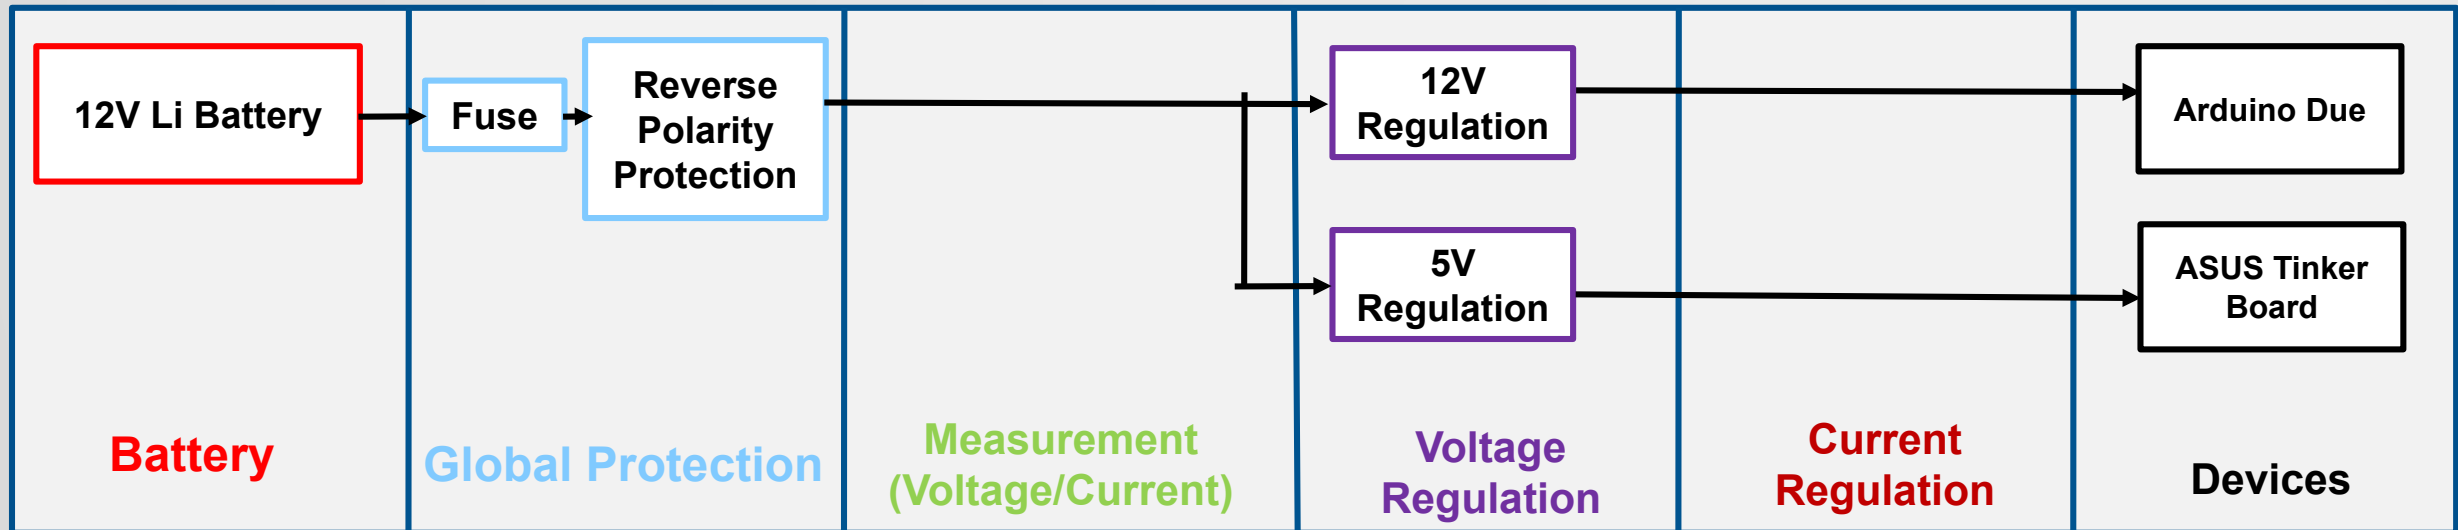 12V Li Battery
Fuse
Reverse
Polarity
Protection
12V
Regulation
Arduino Due
5V
Regulation
ASUS Tinker
Board
Battery
Global Protection
Measurement
(Voltage/Current)
Voltage
Regulation
Current
Regulation
Devices